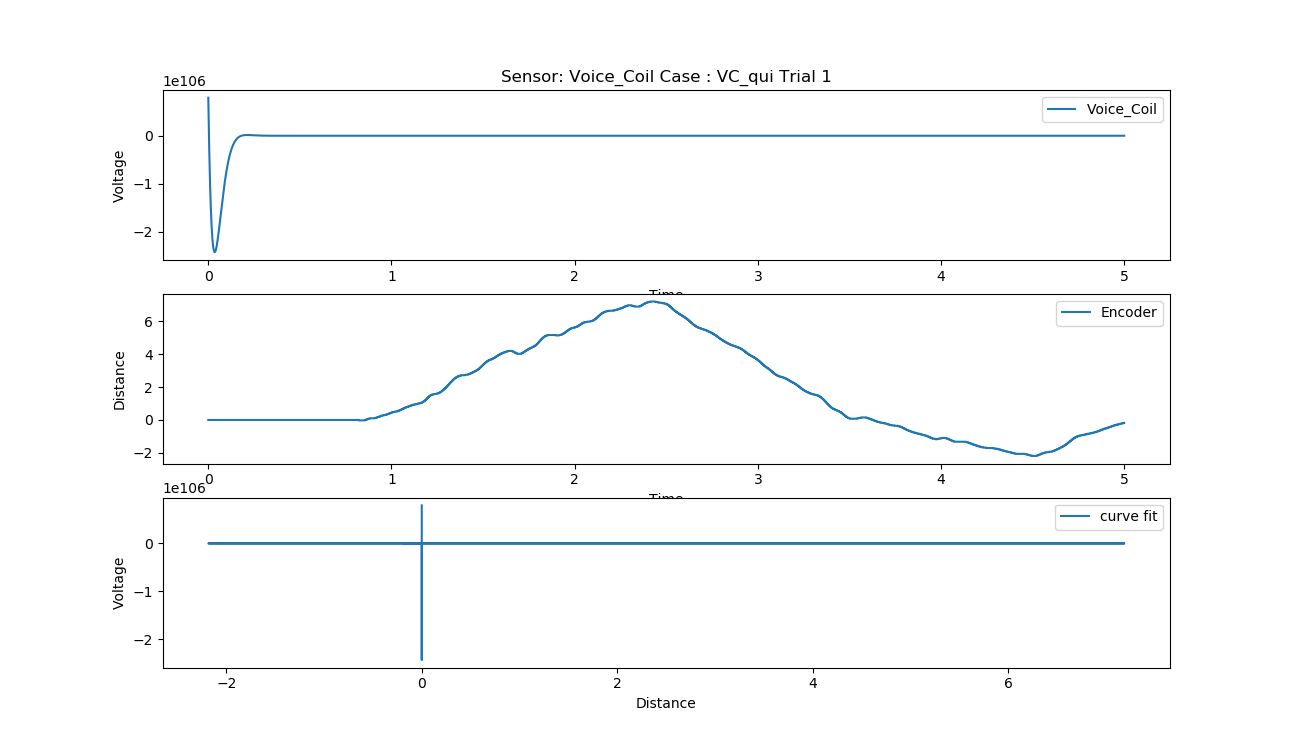 Sensor: Voice_Coil Case : VC_qui Trial 1
1e106
Voice_Coil
Voltage
0
−1
−2
0 1 2 3 4 5
Encoder
Distance
6
4
2
0
−2
0 1 2 3 4 5
1e106
curve fit
Voltage
0
−1
−2
−2 0 2 4 6
Distance